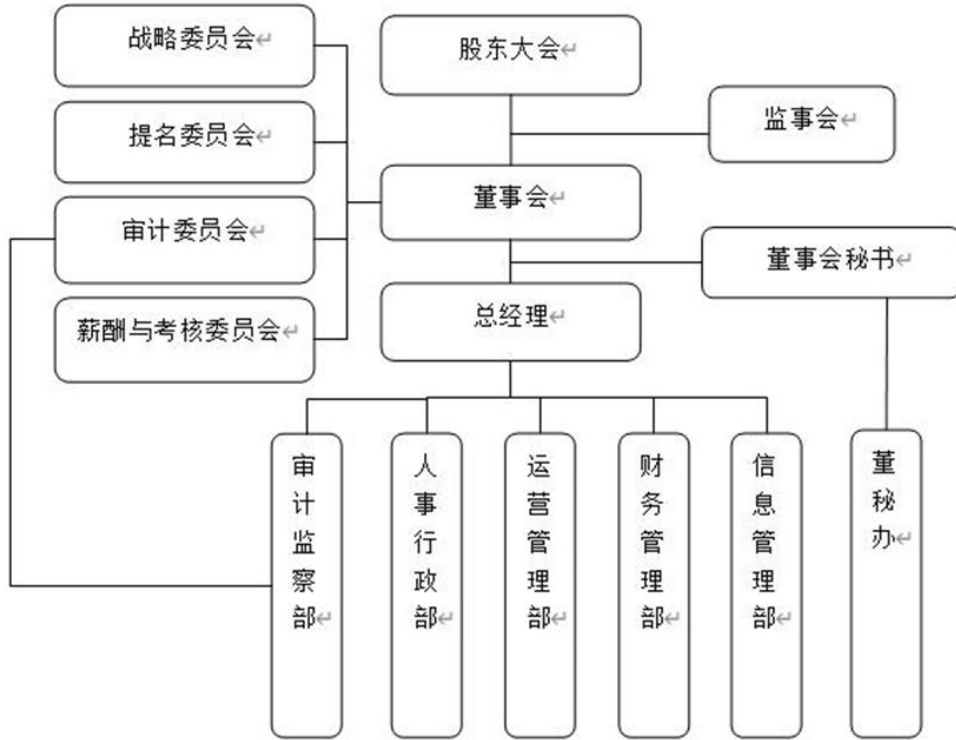 战略委员会
股东大会
监事会
提名委员会
董事会
审计委员会
董事会秘书
总经理
薪酬与考核委员会
审计监察部
人事行政部
运营管理部
财务管理部
信息管理部
董秘办